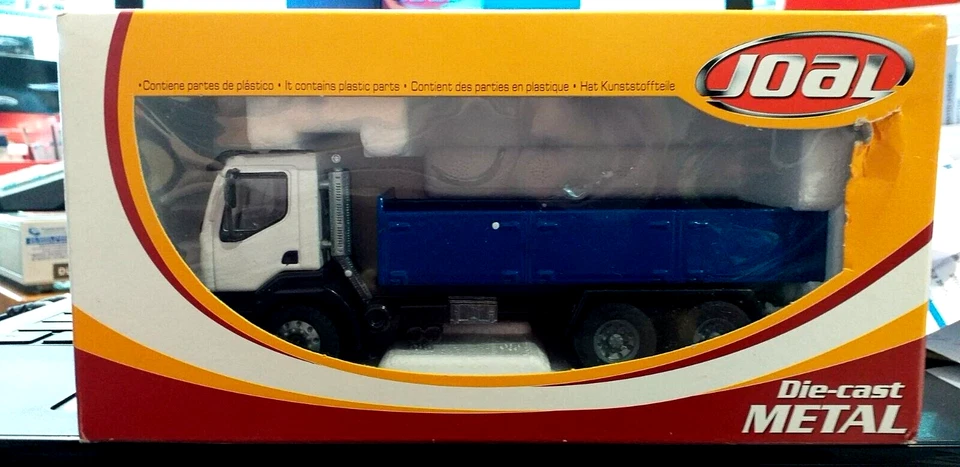 JOAL
•Contiene partes de plástico • It contains plastic parts • Contient des parties en plastique • Hat Kunststoffteile
Die-cast
METAL